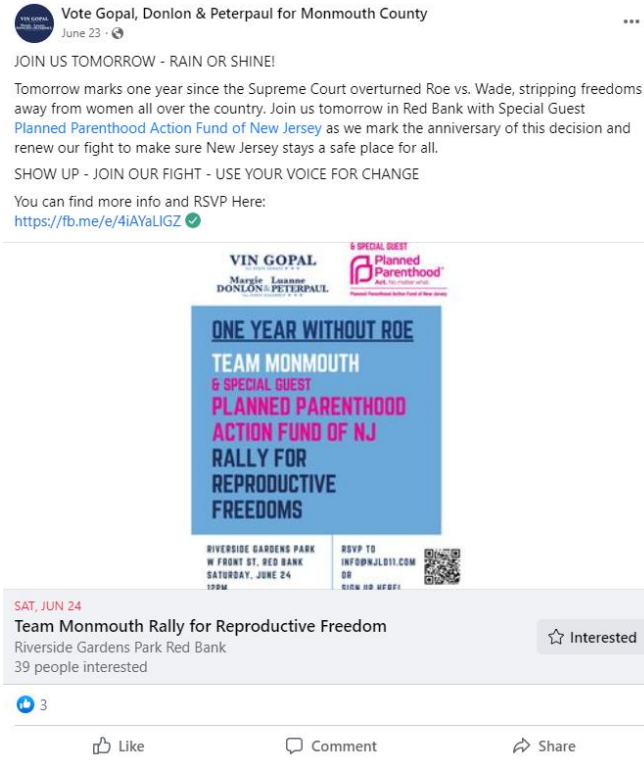 Vote Gopal, Donlon & Peterpaul for Monmouth County
June 23
JOIN US TOMORROW - RAIN OR SHINE!
Tomorrow marks one year since the Supreme Court overturned Roe vs. Wade, stripping freedoms
away from women all over the country. Join us tomorrow in Red Bank with Special Guest
Planned Parenthood Action Fund of New Jersey as we mark the anniversary of this decision and
renew our fight to make sure New Jersey stays a safe place for all.
SHOW UP - JOIN OUR FIGHT - USE YOUR VOICE FOR CHANGE
You can find more info and RSVP Here:
https://fb.me/e/4iAYaLIGZ
VIN GOPAL
Margie Luanne
DONLON & PETERPAUL
& SPECIAL GUEST
Planned
Parenthood
Act. No matter what.
Planned Parenthood Action Fund of New Jersey
ONE YEAR WITHOUT ROE
TEAM MONMOUTH
& SPECIAL GUEST
PLANNED PARENTHOOD
ACTION FUND OF NJ
RALLY FOR
REPRODUCTIVE
FREEDOMS
RIVERSIDE GARDENS PARK
W FRONT ST, RED BANK
SATURDAY, JUNE 24
12PM
RSVP TO
INFO@NJLD11.COM
OR
SIGN UP HERE!
SAT, JUN 24
Team Monmouth Rally for Reproductive Freedom
Riverside Gardens Park Red Bank
39 people interested
Interested
3
Like
Comment
Share